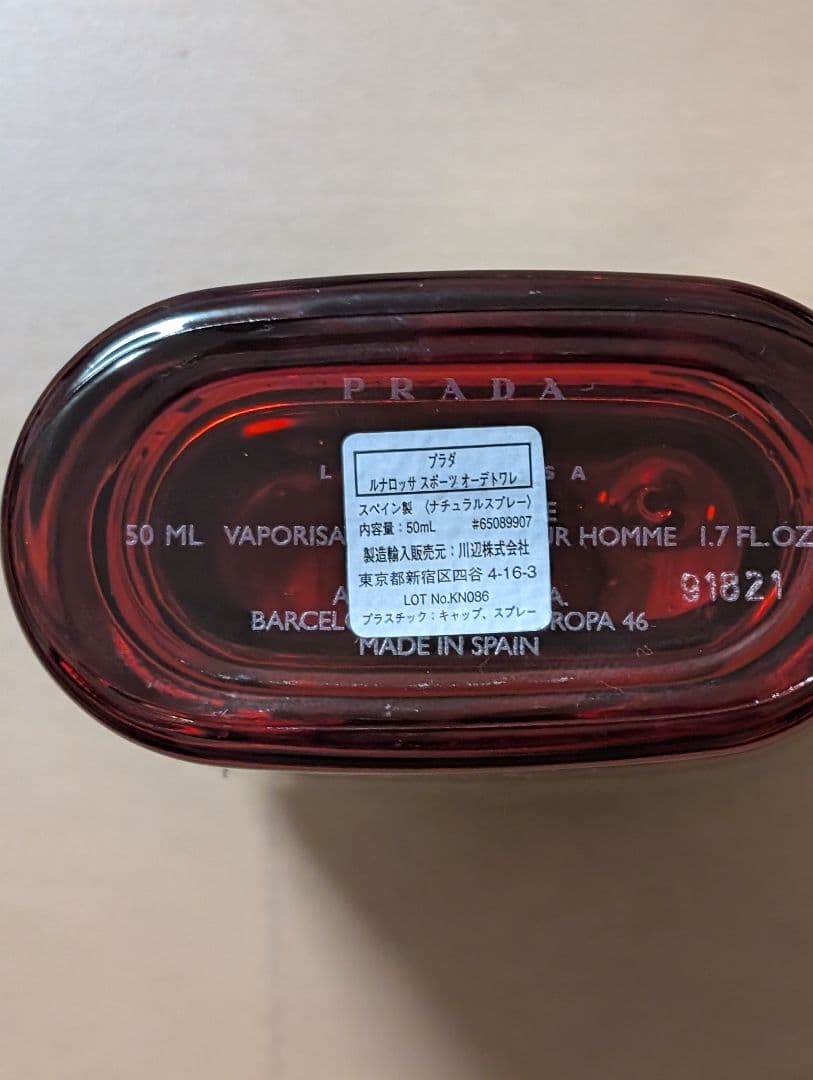 PRADA
L SA
50 ML VAPORISA UR HOMME 1.7 FL.OZ
91821
A A.
BARCEL ROPA 46
MADE IN SPAIN
プラダ
ルナロッサ スポーツ オーデトワレ
スペイン製 〈ナチュラルスプレー〉
内容量：50mL #65089907
製造輸入販売元：川辺株式会社
東京都新宿区四谷 4-16-3
LOT No.KN086
プラスチック：キャップ、スプレー